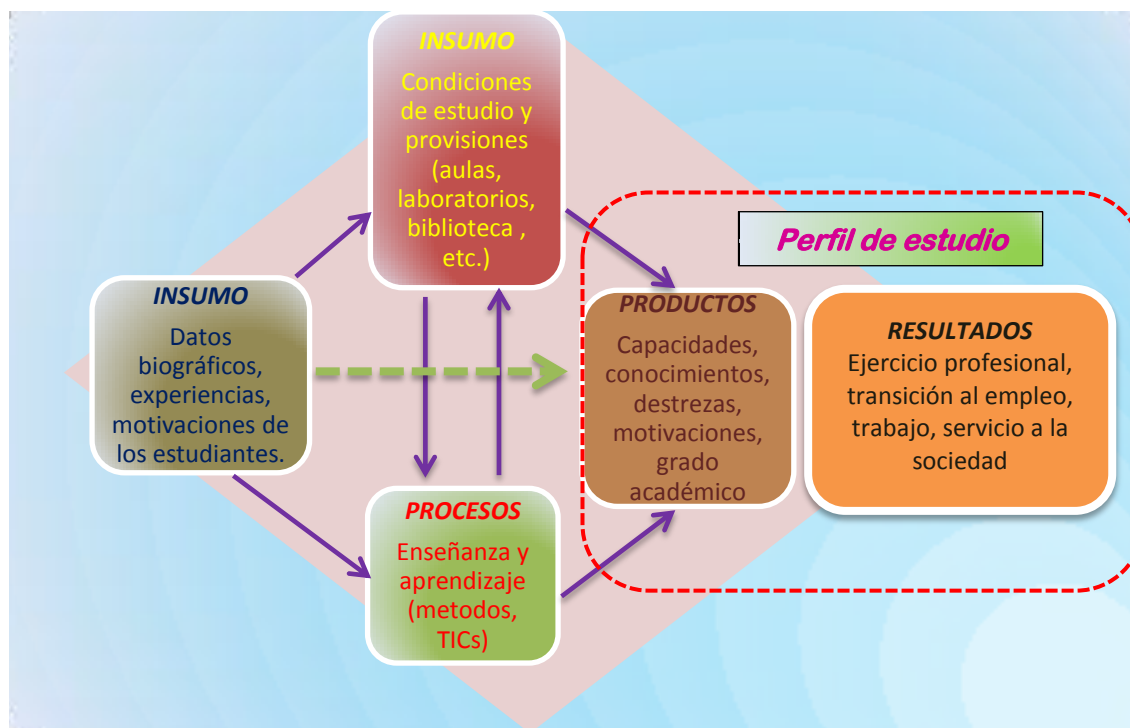 INSUMO
Condiciones
de estudio y
provisiones
(aulas,
laboratorios,
biblioteca ,
etc.)
INSUMO
Datos
biográficos,
experiencias,
motivaciones de
los estudiantes.
PROCESOS
Enseñanza y
aprendizaje
(metodos,
TICs)
Perfil de estudio
PRODUCTOS
Capacidades,
conocimientos,
destrezas,
motivaciones,
grado
académico
RESULTADOS
Ejercicio profesional,
transición al empleo,
trabajo, servicio a la
sociedad